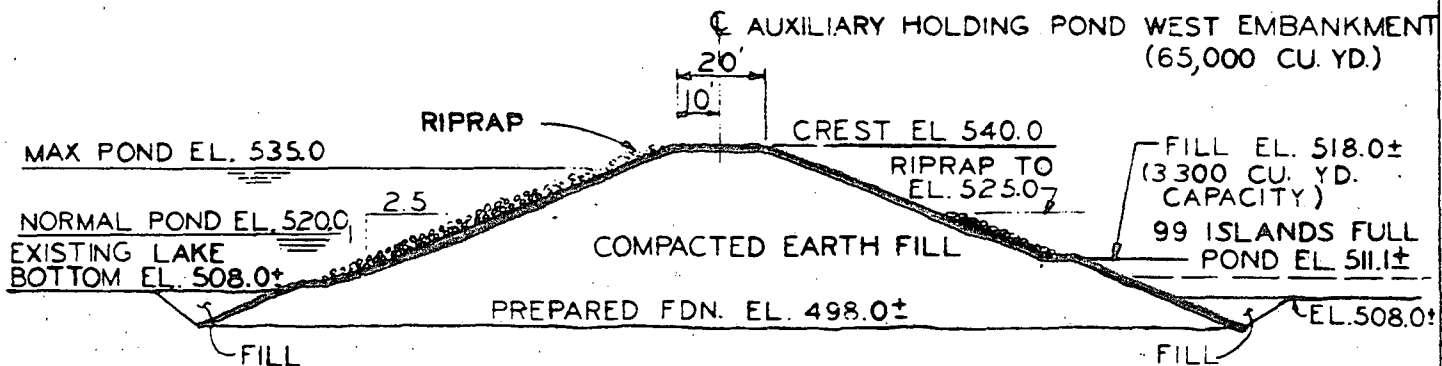 ℄ AUXILIARY HOLDING POND WEST EMBANKMENT
(65,000 CU. YD.)
20'
10'
RIPRAP
CREST EL 540.0
MAX POND EL. 535.0
FILL EL. 518.0±
(3300 CU. YD.
CAPACITY)
RIPRAP TO
EL. 525.0
2.5
1
NORMAL POND EL. 520.0
99 ISLANDS FULL
POND EL. 511.1±
EXISTING LAKE
BOTTOM EL. 508.0±
COMPACTED EARTH FILL
PREPARED FDN. EL. 498.0±
EL. 508.0±
FILL
FILL